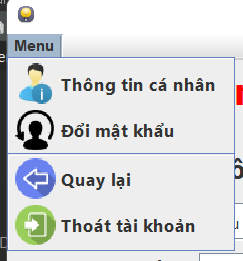 Menu
Thông tin cá nhân
Đổi mật khẩu
Quay lại
Thoát tài khoản